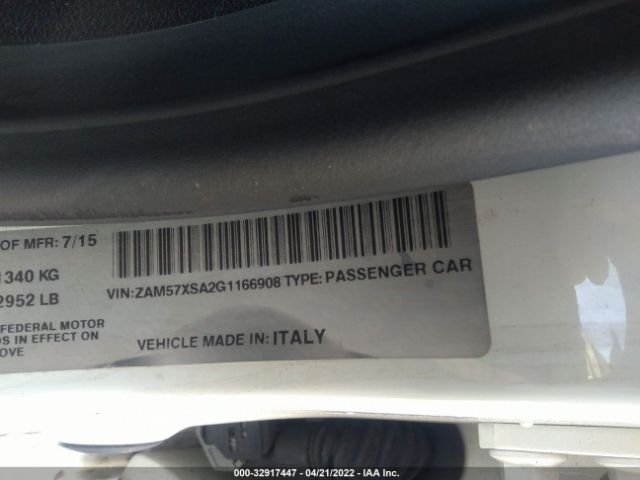 OF MFR: 7/15
1340 KG
2952 LB
VIN:ZAM57XSA2G1166908 TYPE: PASSENGER CAR
FEDERAL MOTOR
DS IN EFFECT ON
OVE
VEHICLE MADE IN: ITALY
000-32917447 - 04/21/2022 - IAA Inc.